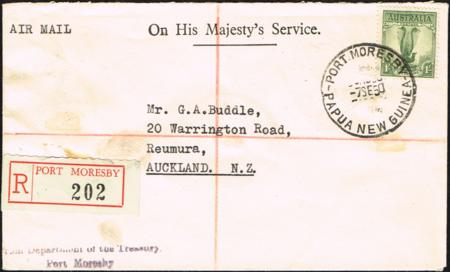 AIR MAIL
On His Majesty's Service.
AUSTRALIA
PORT MORESBY
7SE50
PAPUA NEW GUINEA
Mr. G.A.Buddle,
20 Warrington Road,
Reumura,
AUCKLAND. N.Z.
R PORT MORESBY
202
Department of the Treasury.
Port Moresby